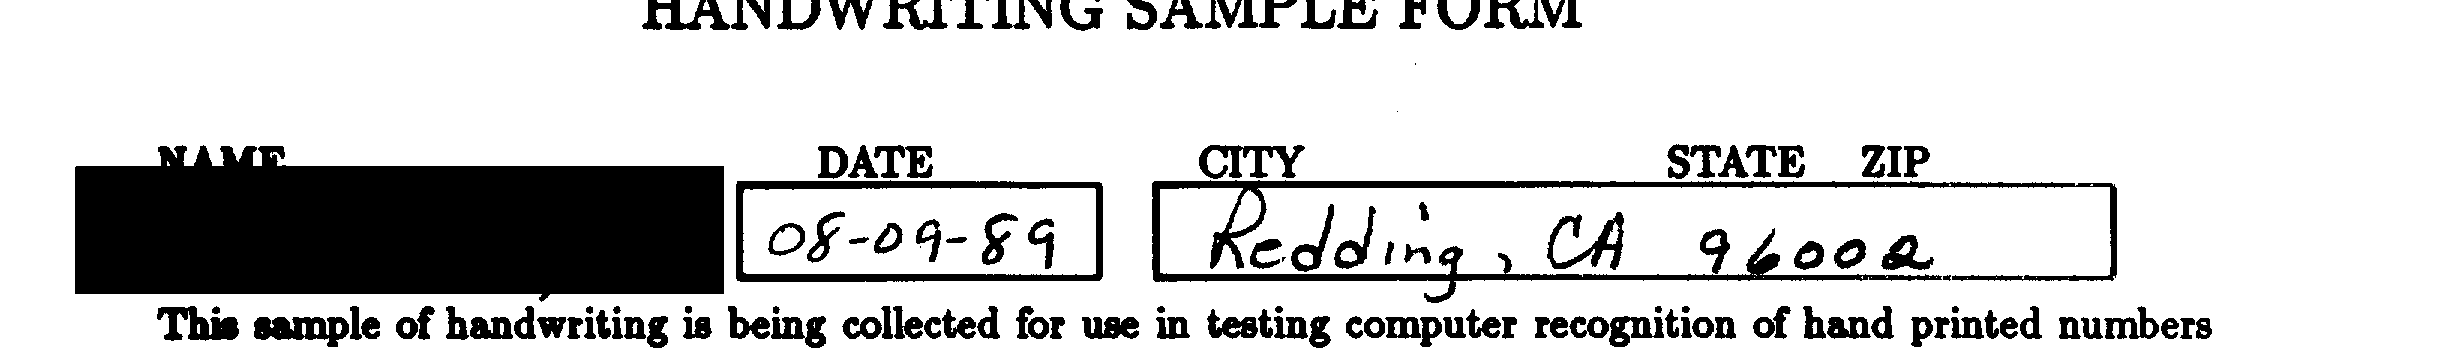 HANDWRITING SAMPLE FORM
NAME DATE CITY STATE ZIP
08-09-89 Redding, CA 96002
This sample of handwriting is being collected for use in testing computer recognition of hand printed numbers